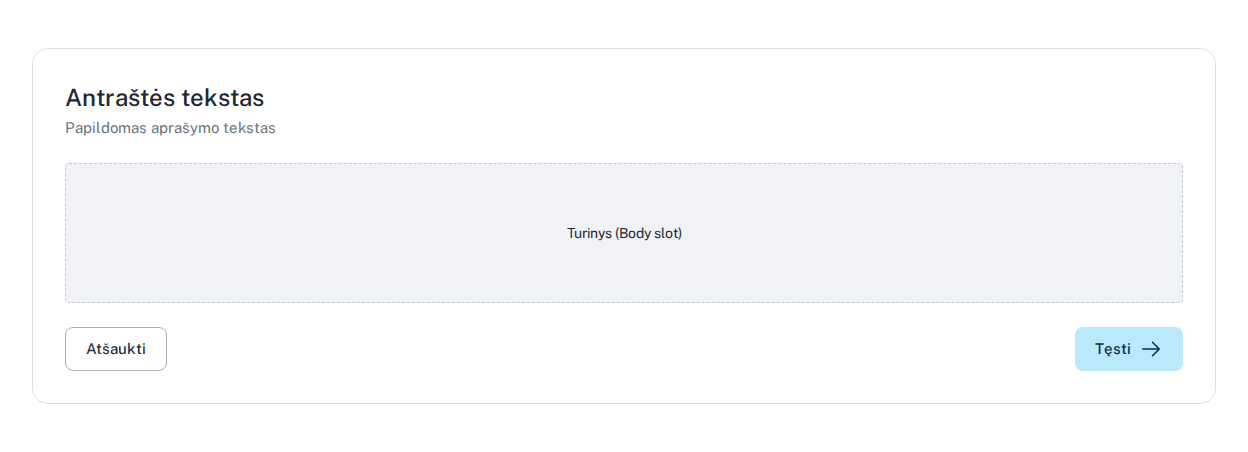 Antraštės tekstas
Papildomas aprašymo tekstas
Turinys (Body slot)
Atšaukti
Tęsti